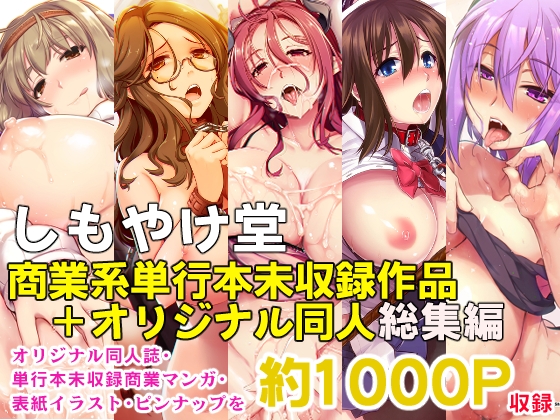 しもやけ堂
商業系単行本未収録作品
＋オリジナル同人総集編
オリジナル同人誌・
単行本未収録商業マンガ・
表紙イラスト・ピンナップを
約1000P
収録